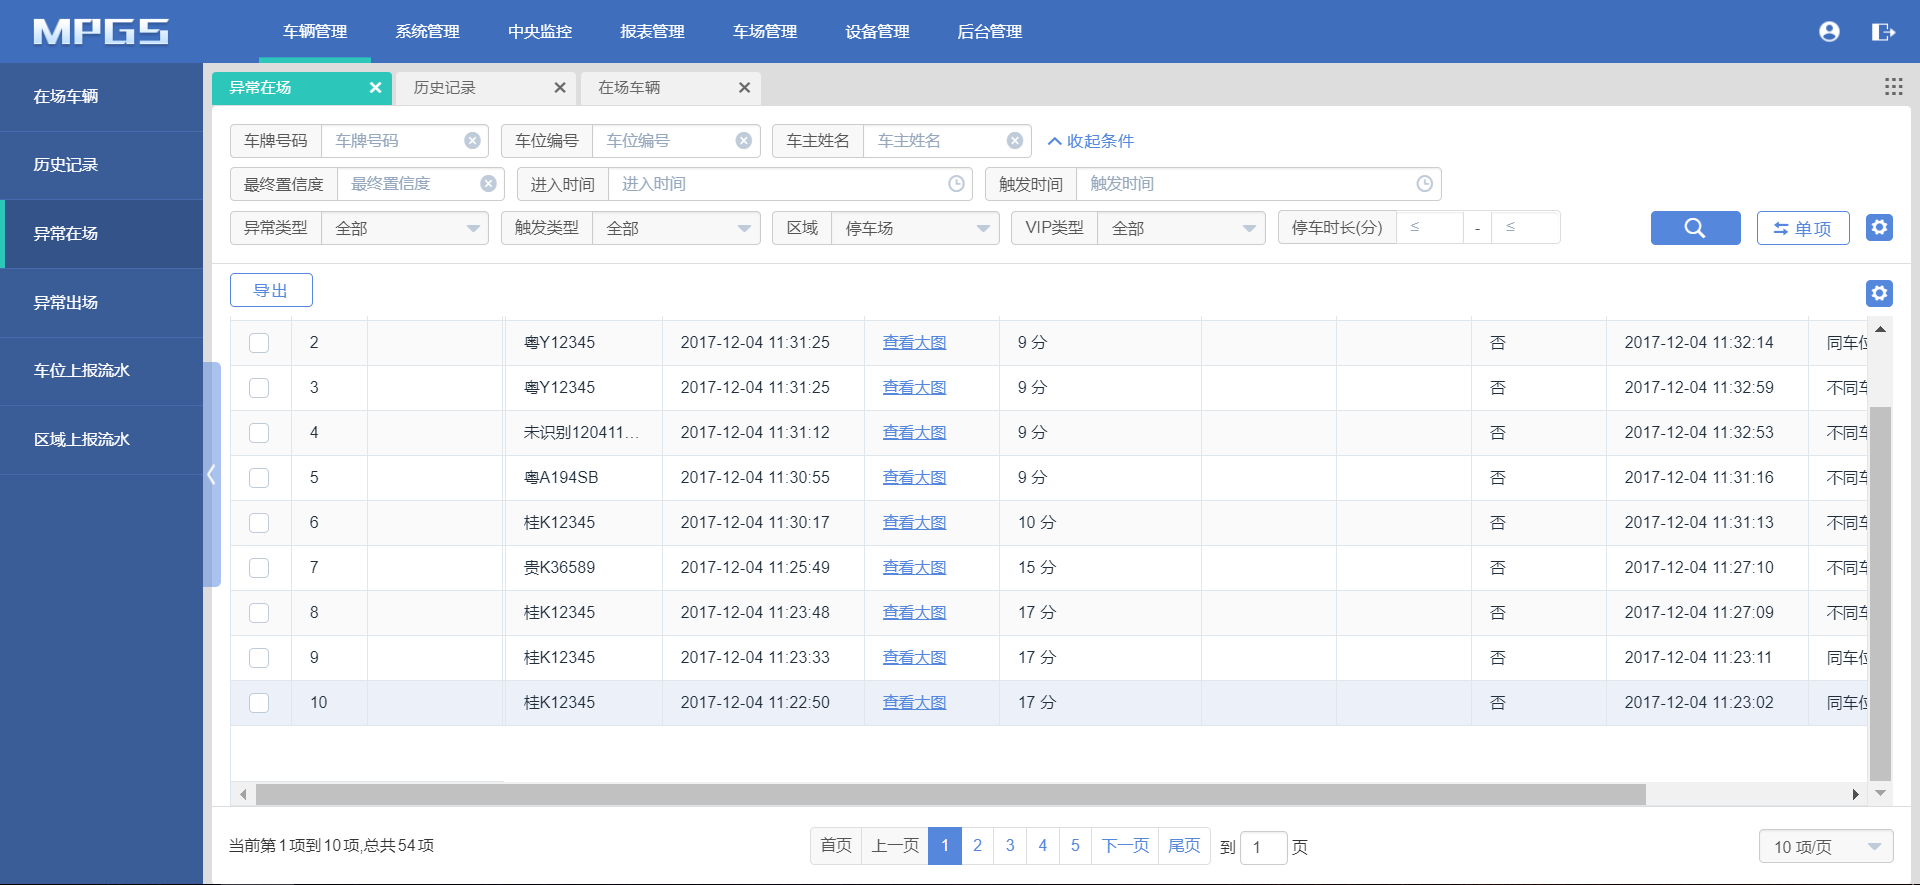 MPGS 车辆管理 系统管理 中央监控 报表管理 车场管理 设备管理 后台管理
在场车辆
历史记录
异常在场
异常出场
车位上报流水
区域上报流水
异常在场 历史记录 在场车辆
车牌号码 车牌号码 车位编号 车位编号 车主姓名 车主姓名 收起条件
最终置信度 最终置信度 进入时间 进入时间 触发时间 触发时间
异常类型 全部 触发类型 全部 区域 停车场 VIP类型 全部 停车时长(分) ≤ - ≤ 单项
导出
2 粤Y12345 2017-12-04 11:31:25 查看大图 9 分 否 2017-12-04 11:32:14 同车位
3 粤Y12345 2017-12-04 11:31:25 查看大图 9 分 否 2017-12-04 11:32:59 不同车
4 未识别120411... 2017-12-04 11:31:12 查看大图 9 分 否 2017-12-04 11:32:53 不同车
5 粤A194SB 2017-12-04 11:30:55 查看大图 9 分 否 2017-12-04 11:31:16 不同车
6 桂K12345 2017-12-04 11:30:17 查看大图 10 分 否 2017-12-04 11:31:13 不同车
7 贵K36589 2017-12-04 11:25:49 查看大图 15 分 否 2017-12-04 11:27:10 不同车
8 桂K12345 2017-12-04 11:23:48 查看大图 17 分 否 2017-12-04 11:27:09 不同车
9 桂K12345 2017-12-04 11:23:33 查看大图 17 分 否 2017-12-04 11:23:11 同车位
10 桂K12345 2017-12-04 11:22:50 查看大图 17 分 否 2017-12-04 11:23:02 同车位
当前第1项到10项,总共54项 首页 上一页 1 2 3 4 5 下一页 尾页 到 1 页 10 项/页